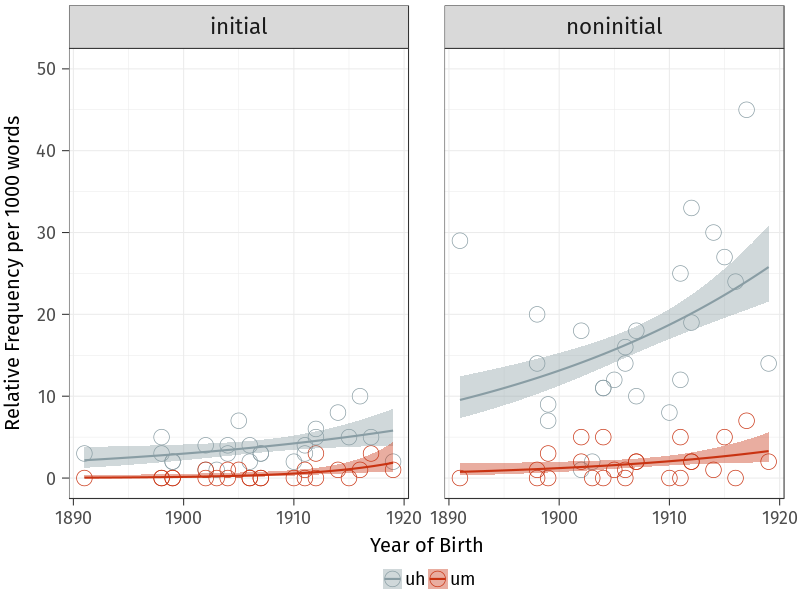 initial
noninitial
50
40
30
20
10
0
Relative Frequency per 1000 words
1890 1900 1910 1920 1890 1900 1910 1920
Year of Birth
uh um